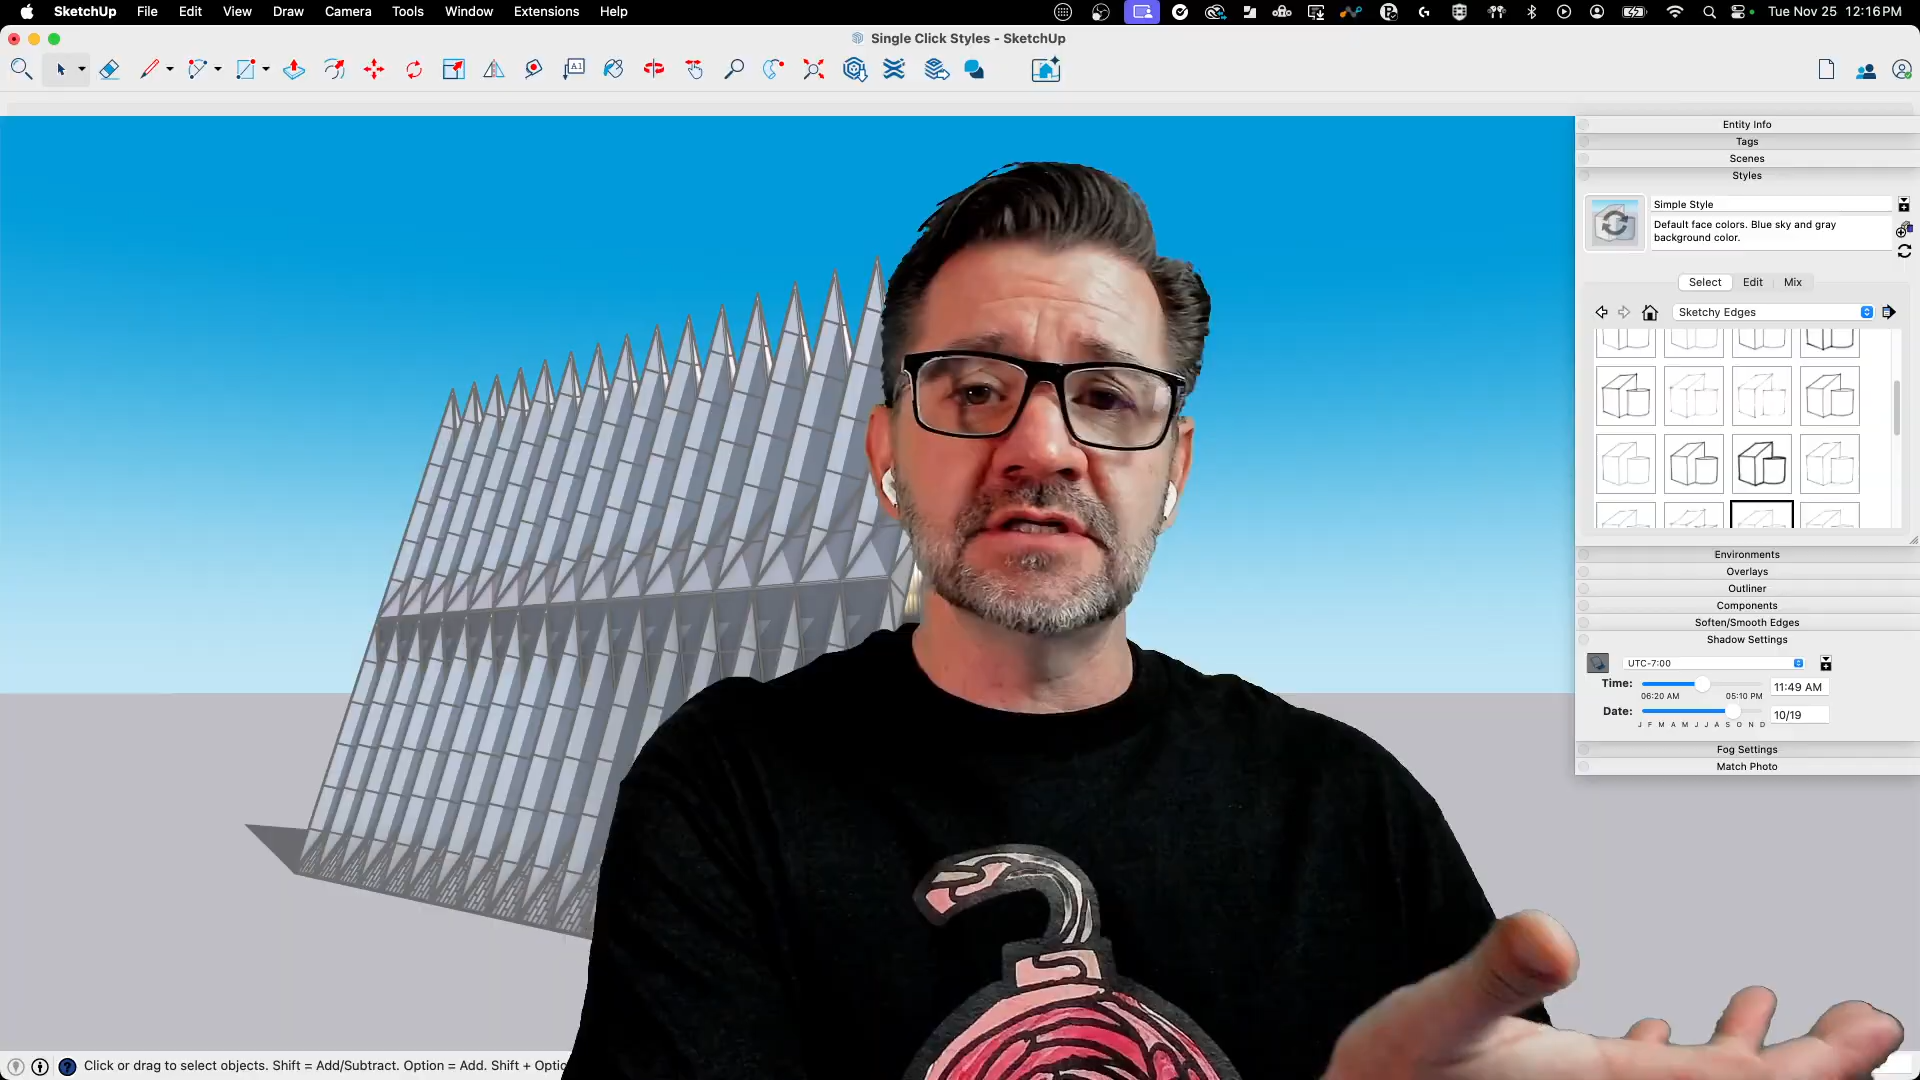 SketchUp File Edit View Draw Camera Tools Window Extensions Help
Tue Nov 25 12:16 PM
Single Click Styles - SketchUp
A1
Entity Info
Tags
Scenes
Styles
Simple Style
Default face colors. Blue sky and gray
background color.
Select Edit Mix
Sketchy Edges
Environments
Overlays
Outliner
Components
Soften/Smooth Edges
Shadow Settings
UTC-7:00
Time: 11:49 AM
06:20 AM 05:10 PM
Date: 10/19
J F M A M J J A S O N D
Fog Settings
Match Photo
Click or drag to select objects. Shift = Add/Subtract. Option = Add. Shift + Optio